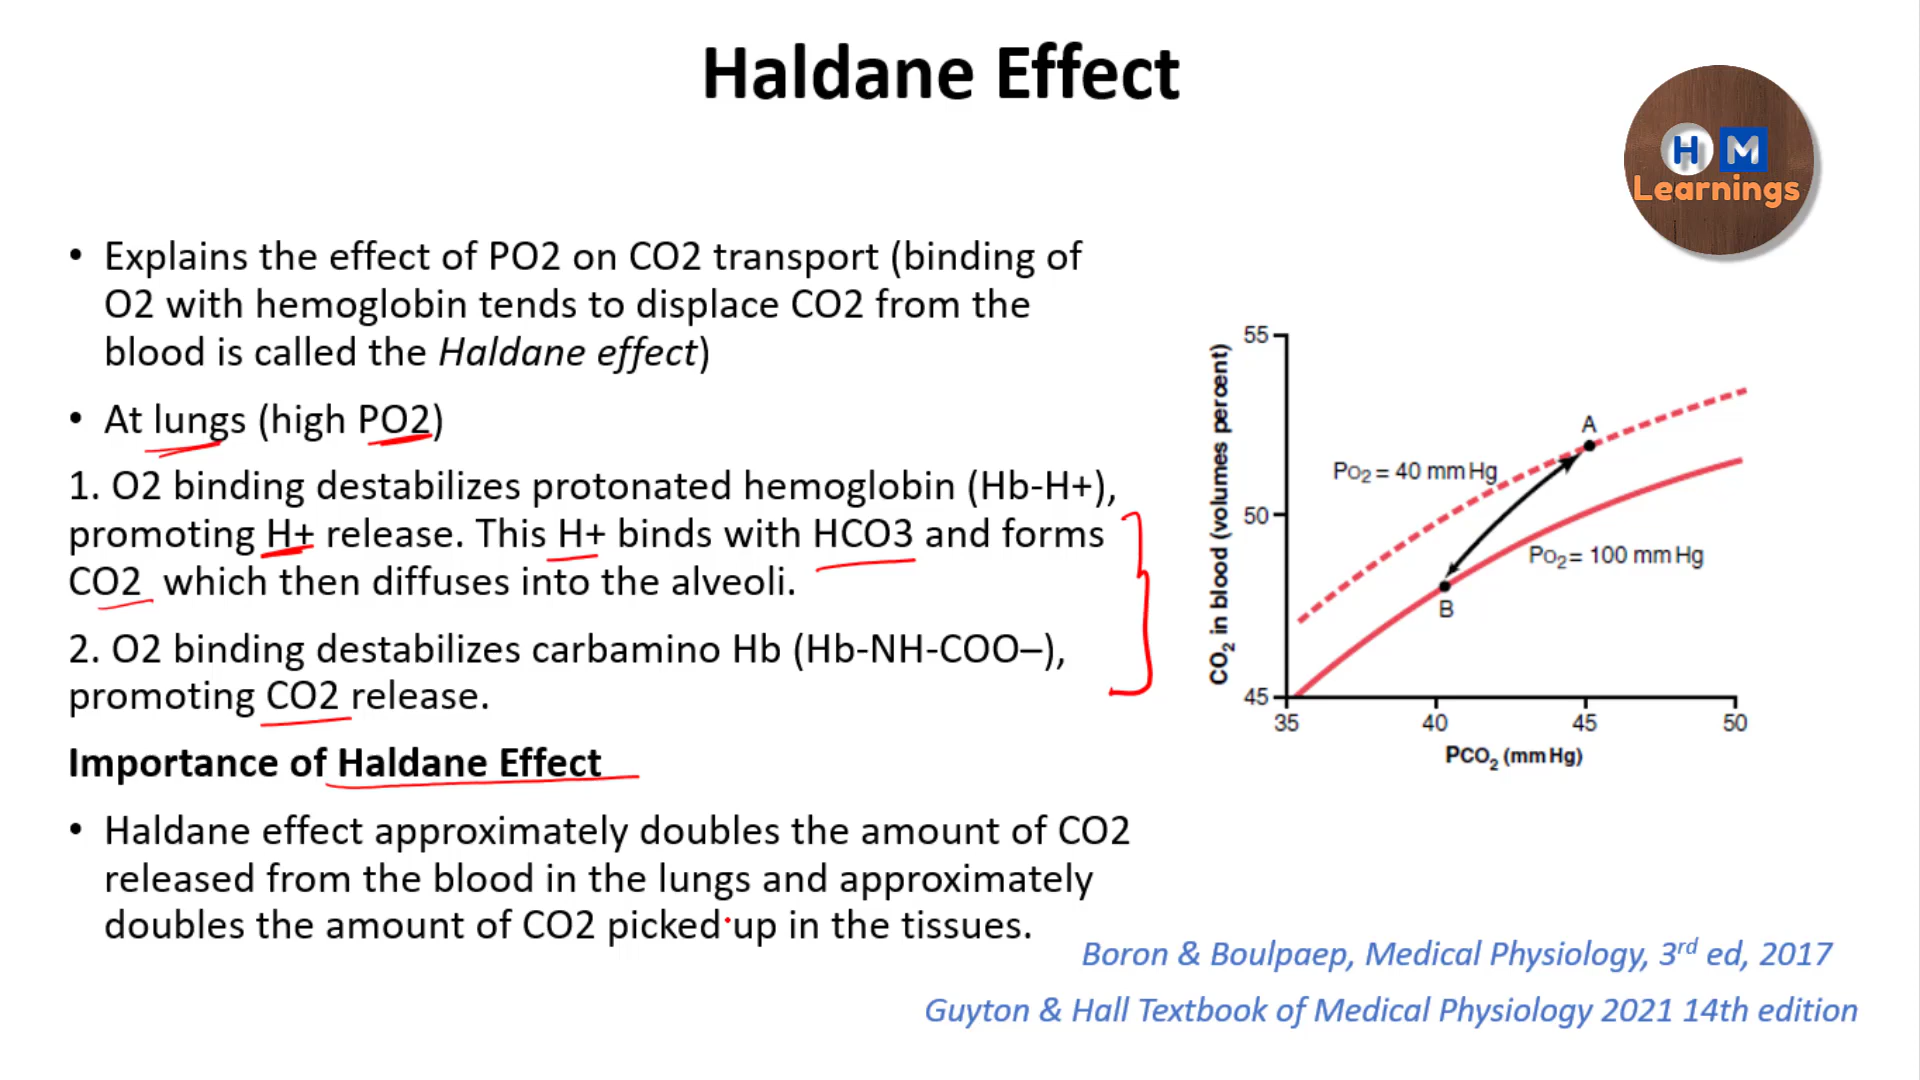 Haldane Effect
H M
Learnings
• Explains the effect of PO2 on CO2 transport (binding of
O2 with hemoglobin tends to displace CO2 from the
blood is called the Haldane effect)
• At lungs (high PO2)
1. O2 binding destabilizes protonated hemoglobin (Hb-H+),
promoting H+ release. This H+ binds with HCO3 and forms
CO2 which then diffuses into the alveoli.
2. O2 binding destabilizes carbamino Hb (Hb-NH-COO–),
promoting CO2 release.
Importance of Haldane Effect
• Haldane effect approximately doubles the amount of CO2
released from the blood in the lungs and approximately
doubles the amount of CO2 picked up in the tissues.
CO2 in blood (volumes percent)
55
50
45
A
PO2 = 40 mm Hg
PO2 = 100 mm Hg
B
35 40 45 50
PCO2 (mm Hg)
Boron & Boulpaep, Medical Physiology, 3rd ed, 2017
Guyton & Hall Textbook of Medical Physiology 2021 14th edition